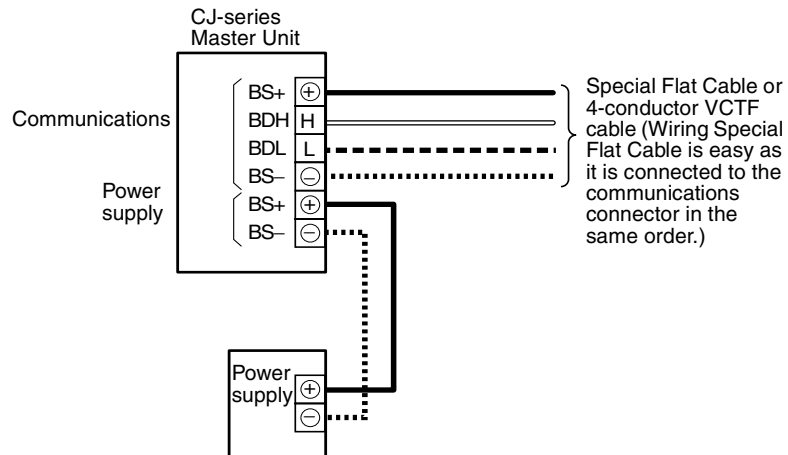 CJ-series
Master Unit
Communications
BS+ ⊕
BDH H
BDL L
BS– ⊖
Power
supply
BS+ ⊕
BS– ⊖
Special Flat Cable or
4-conductor VCTF
cable (Wiring Special
Flat Cable is easy as
it is connected to the
communications
connector in the
same order.)
Power
supply
⊕
⊖